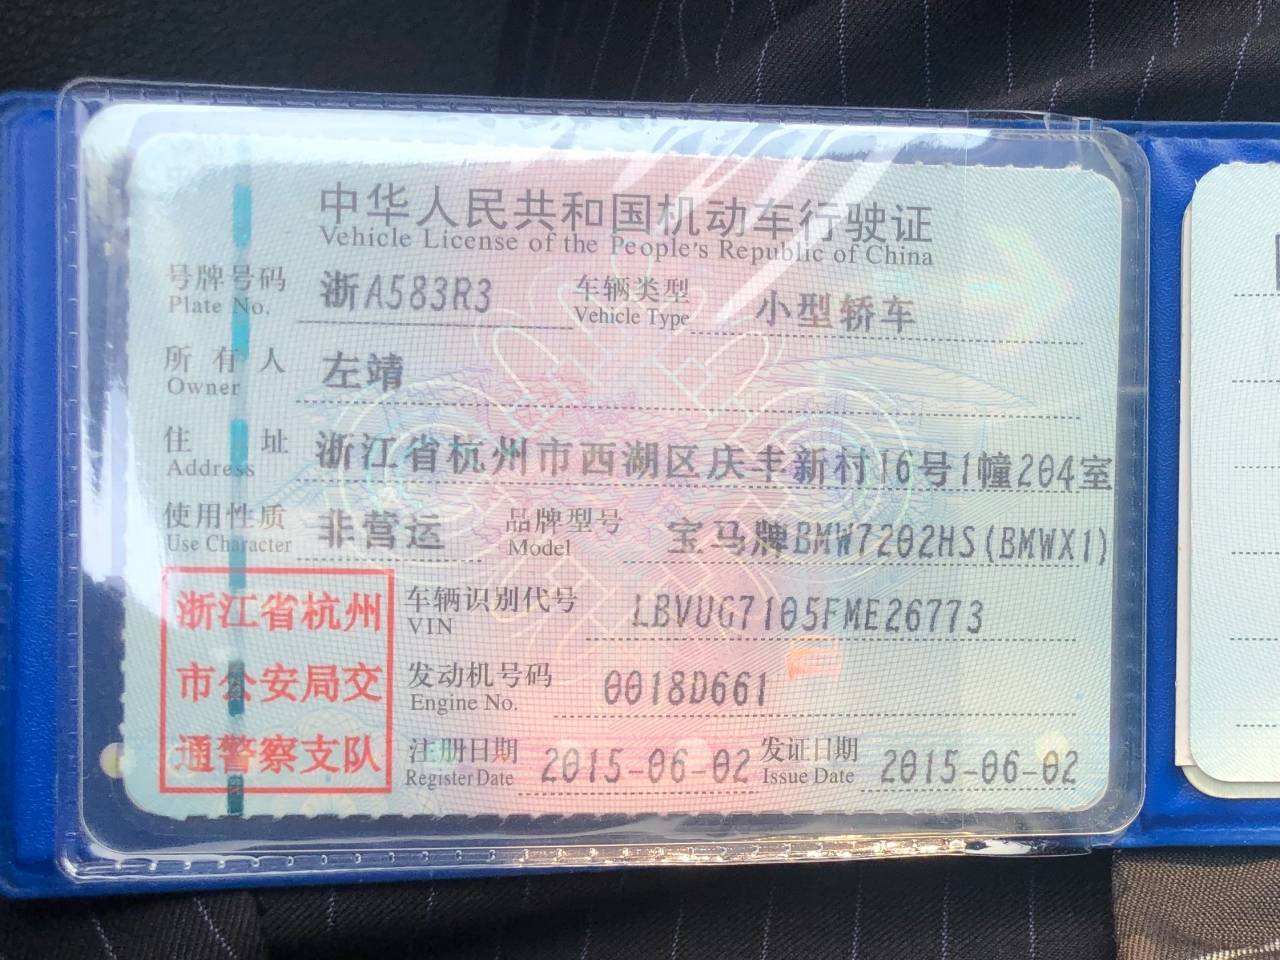 中华人民共和国机动车行驶证
Vehicle License of the People's Republic of China
号牌号码 浙A583R3 车辆类型 小型轿车
Plate No. Vehicle Type
所有人 左靖
Owner
住址 浙江省杭州市西湖区庆丰新村16号1幢204室
Address
使用性质 非营运 品牌型号 宝马牌BMW7202HS(BMWX1)
Use Character Model
浙江省杭州
市公安局交
通警察支队
车辆识别代号 LBVUG7105FME26773
VIN
发动机号码 0018D661
Engine No.
注册日期 2015-06-02 发证日期 2015-06-02
Register Date Issue Date